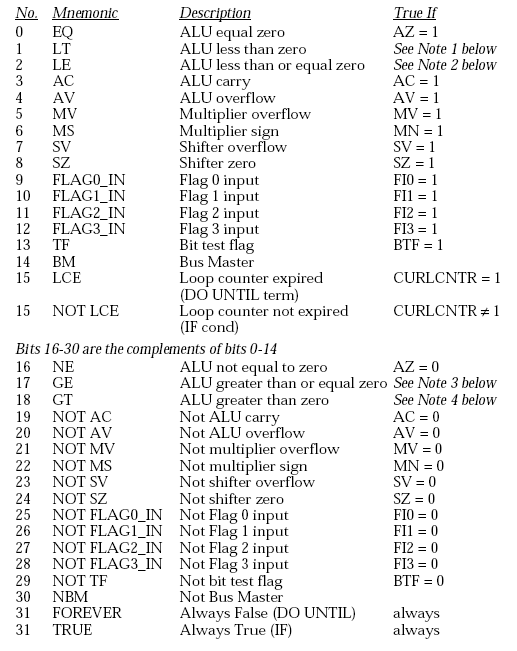 No. Mnemonic Description True If
0 EQ ALU equal zero AZ = 1
1 LT ALU less than zero See Note 1 below
2 LE ALU less than or equal zero See Note 2 below
3 AC ALU carry AC = 1
4 AV ALU overflow AV = 1
5 MV Multiplier overflow MV = 1
6 MS Multiplier sign MN = 1
7 SV Shifter overflow SV = 1
8 SZ Shifter zero SZ = 1
9 FLAG0_IN Flag 0 input FI0 = 1
10 FLAG1_IN Flag 1 input FI1 = 1
11 FLAG2_IN Flag 2 input FI2 = 1
12 FLAG3_IN Flag 3 input FI3 = 1
13 TF Bit test flag BTF = 1
14 BM Bus Master
15 LCE Loop counter expired CURLCNTR = 1
(DO UNTIL term)
15 NOT LCE Loop counter not expired CURLCNTR ≠ 1
(IF cond)
Bits 16-30 are the complements of bits 0-14
16 NE ALU not equal to zero AZ = 0
17 GE ALU greater than or equal zero See Note 3 below
18 GT ALU greater than zero See Note 4 below
19 NOT AC Not ALU carry AC = 0
20 NOT AV Not ALU overflow AV = 0
21 NOT MV Not multiplier overflow MV = 0
22 NOT MS Not multiplier sign MN = 0
23 NOT SV Not shifter overflow SV = 0
24 NOT SZ Not shifter zero SZ = 0
25 NOT FLAG0_IN Not Flag 0 input FI0 = 0
26 NOT FLAG1_IN Not Flag 1 input FI1 = 0
27 NOT FLAG2_IN Not Flag 2 input FI2 = 0
28 NOT FLAG3_IN Not Flag 3 input FI3 = 0
29 NOT TF Not bit test flag BTF = 0
30 NBM Not Bus Master
31 FOREVER Always False (DO UNTIL) always
31 TRUE Always True (IF) always